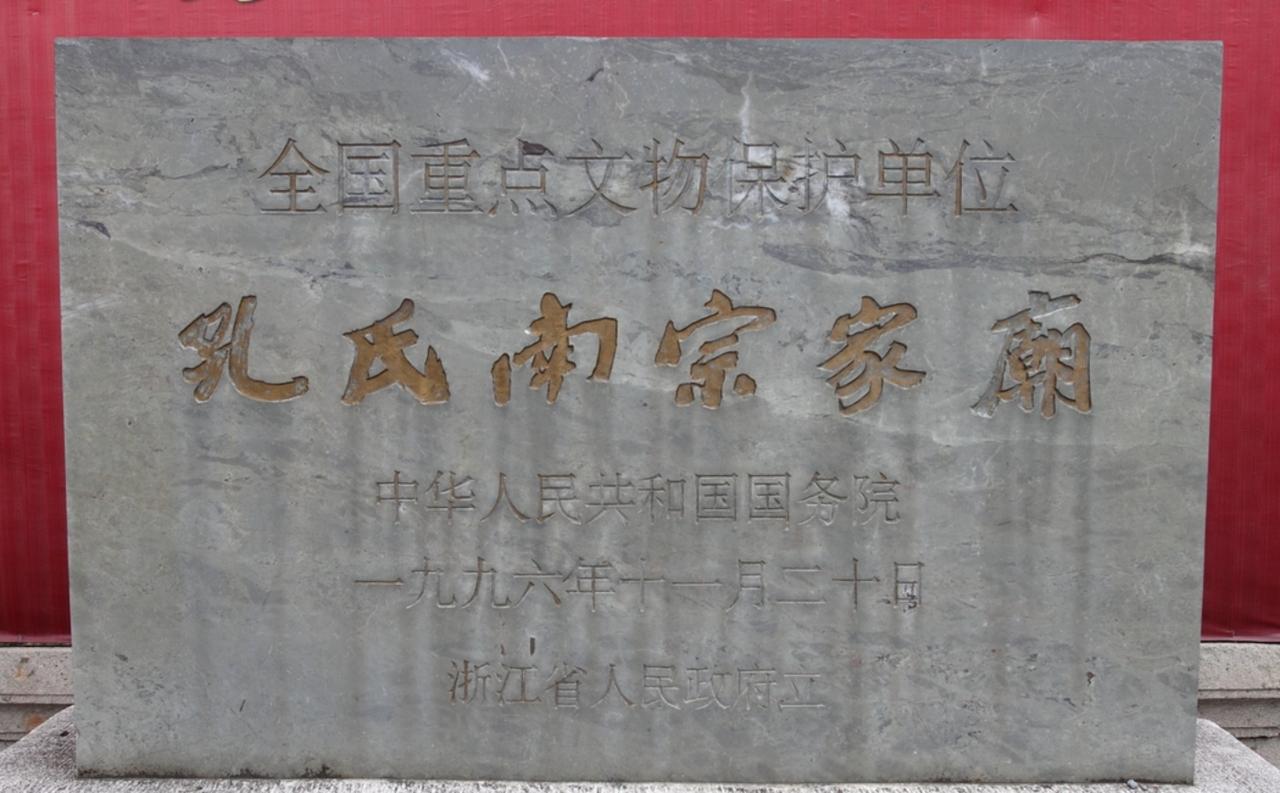 全国重点文物保护单位
孔氏南宗家廟
中华人民共和国国务院
一九九六年十一月二十日
浙江省人民政府立